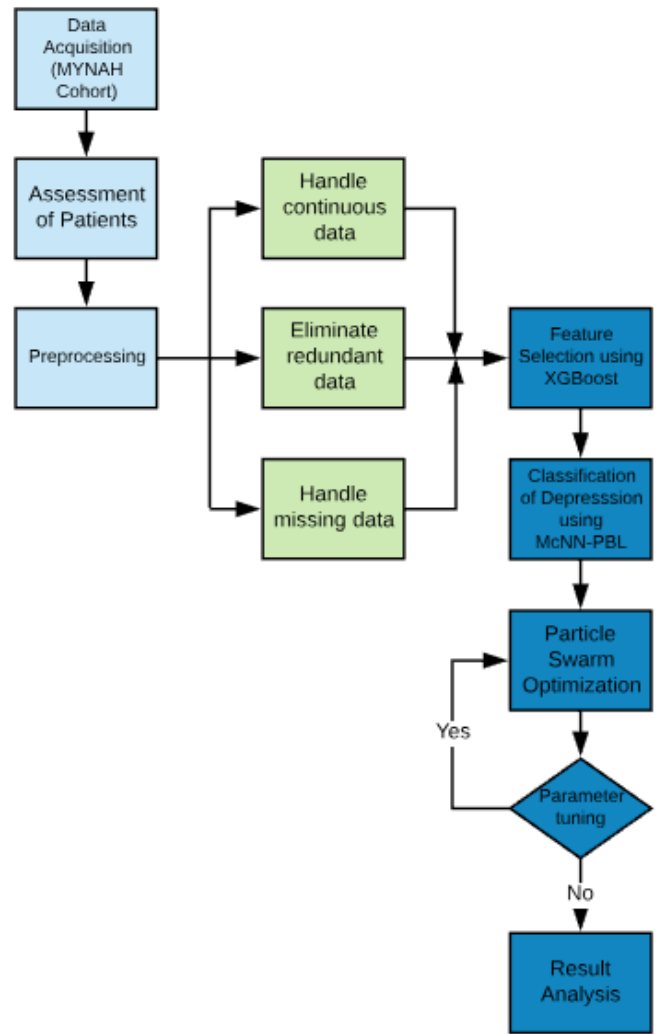 Data
Acquisition
(MYNAH
Cohort)
Assessment
of Patients
Preprocessing
Handle
continuous
data
Eliminate
redundant
data
Handle
missing data
Feature
Selection using
XGBoost
Classification
of Depresssion
using
McNN-PBL
Particle
Swarm
Optimization
Yes
Parameter
tuning
No
Result
Analysis